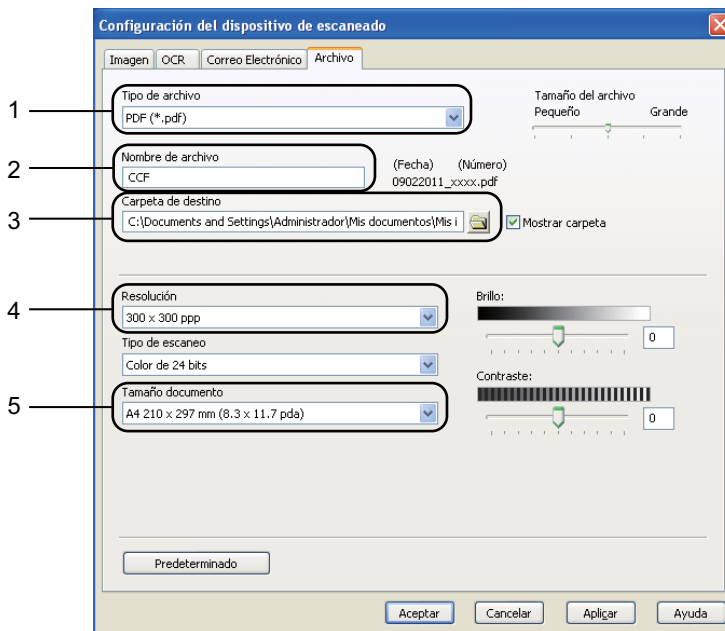 Configuración del dispositivo de escaneado
Imagen OCR Correo Electrónico Archivo
1
Tipo de archivo
PDF (*.pdf)
Tamaño del archivo
Pequeño Grande
2
Nombre de archivo
CCF
(Fecha) (Número)
09022011_xxxx.pdf
3
Carpeta de destino
C:\Documents and Settings\Administrador\Mis documentos\Mis i
Mostrar carpeta
4
Resolución
300 x 300 ppp
Brillo:
0
Tipo de escaneo
Color de 24 bits
Contraste:
0
5
Tamaño documento
A4 210 x 297 mm (8.3 x 11.7 pda)
Predeterminado
Aceptar Cancelar Aplicar Ayuda